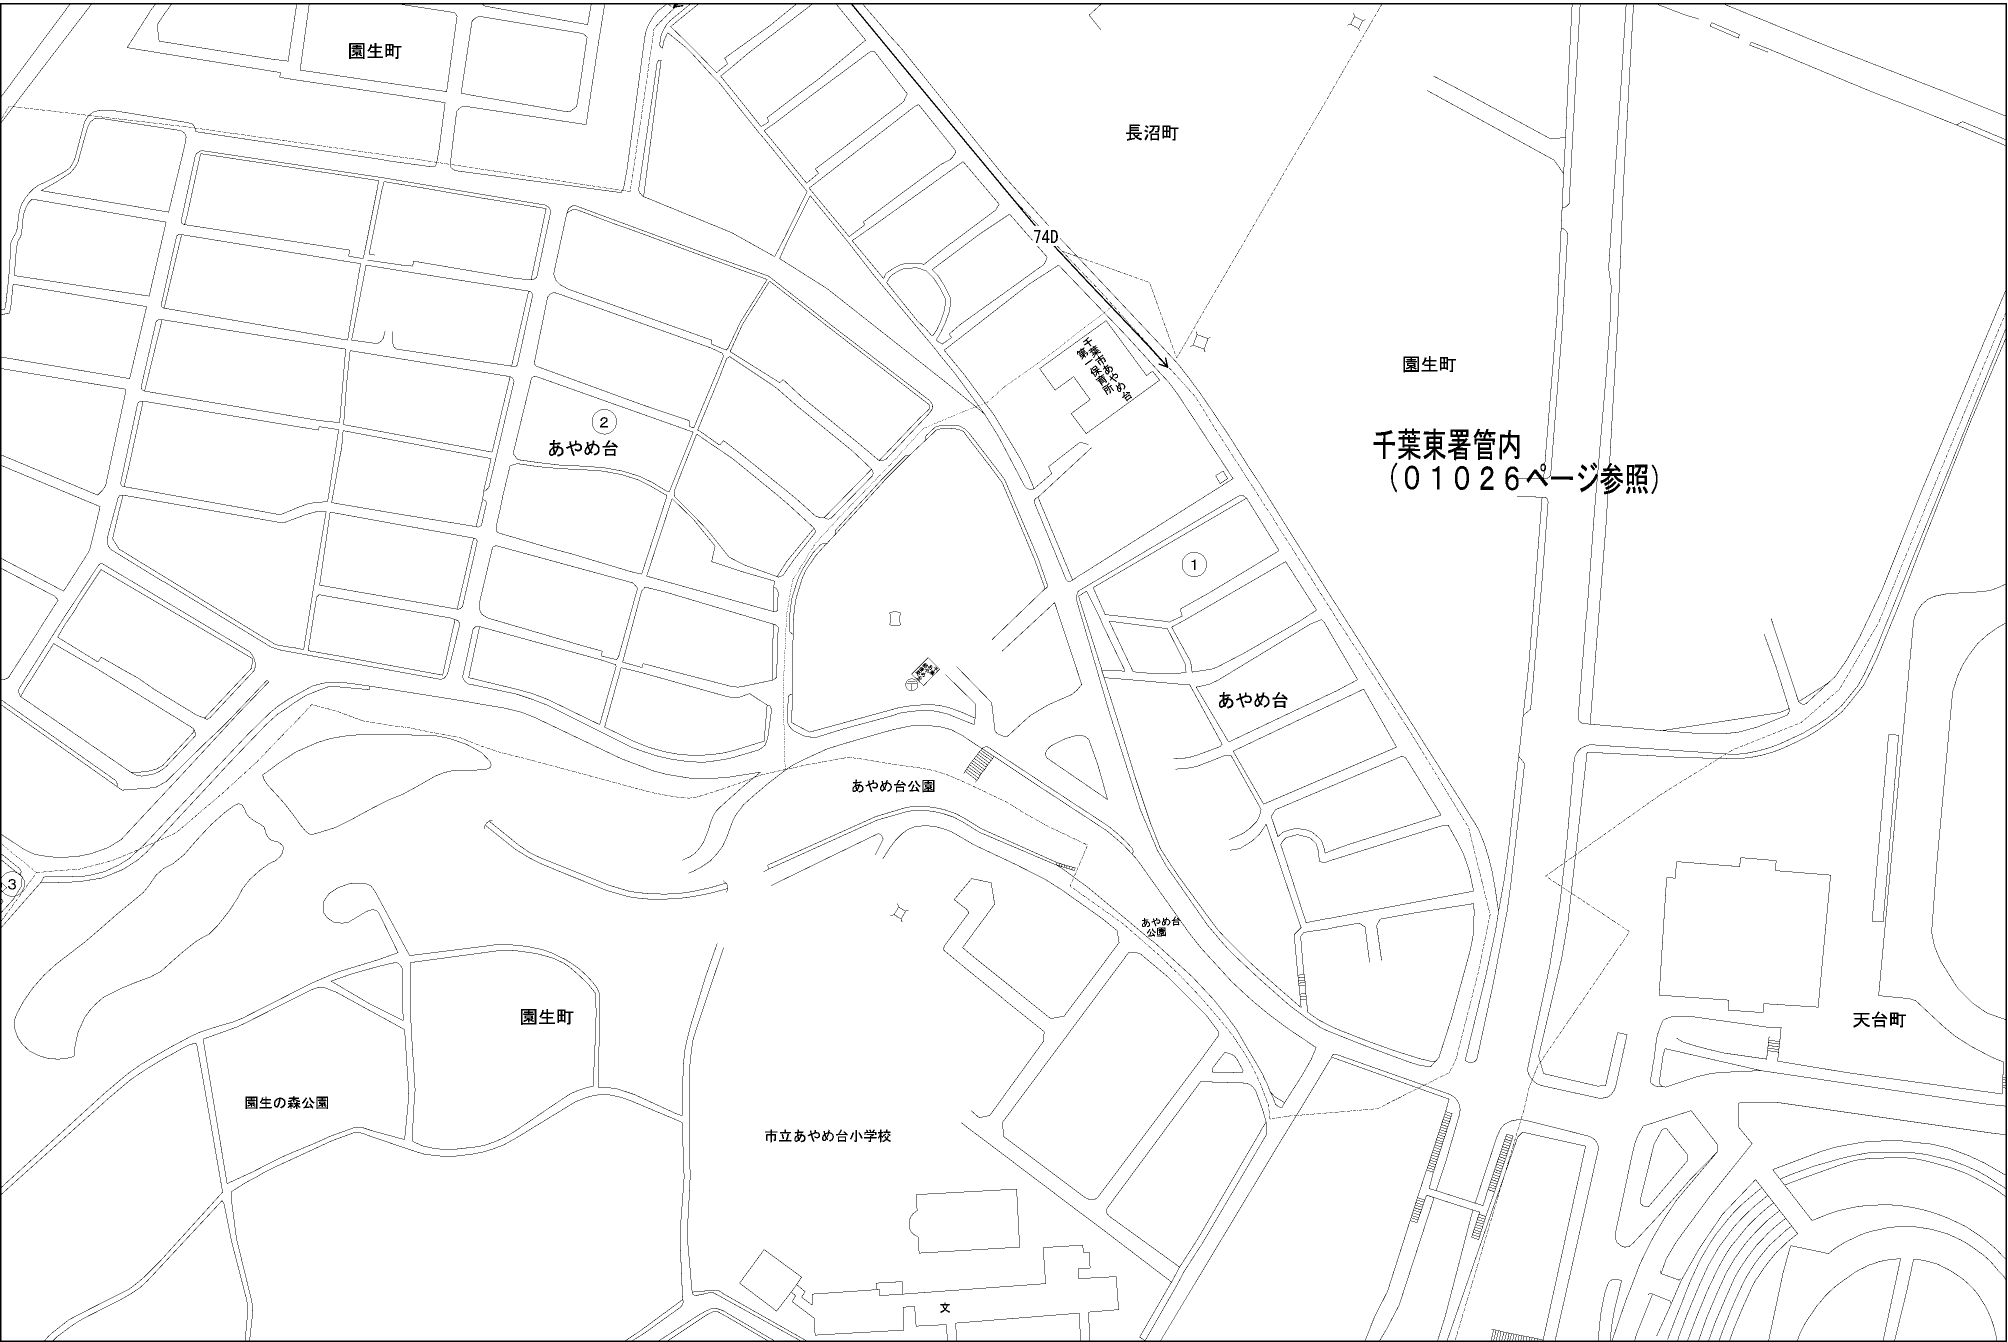 園生町
長沼町
74D
千葉市あやめ台
第一保育所
園生町
2
あやめ台
千葉東署管内
（０１０２６ページ参照）
1
あやめ台
あやめ台公園
3
あやめ台
公園
園生町
天台町
園生の森公園
市立あやめ台小学校
文